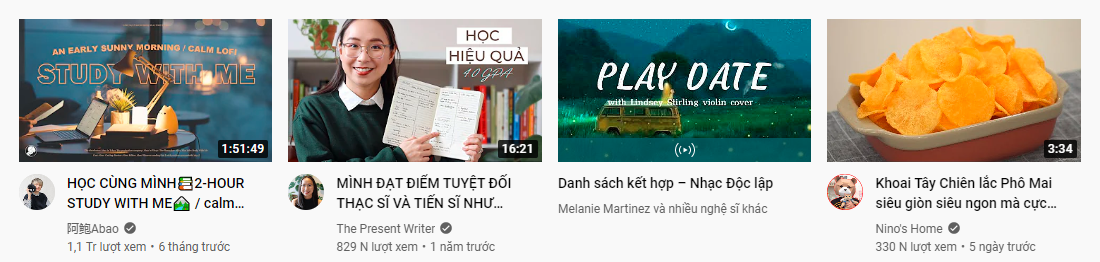 AN EARLY SUNNY MORNING / CALM LOFI
STUDY WITH ME
1:51:49
HỌC CÙNG MÌNH📚2-HOUR
STUDY WITH ME🏠 / calm…
阿鲍Abao
1,1 Tr lượt xem • 6 tháng trước
HỌC
HIỆU QUẢ
4.0 GPA
16:21
MÌNH ĐẠT ĐIỂM TUYỆT ĐỐI
THẠC SĨ VÀ TIẾN SĨ NHƯ…
The Present Writer
829 N lượt xem • 1 năm trước
PLAY DATE
with Lindsey Stirling violin cover
Danh sách kết hợp – Nhạc Độc lập
Melanie Martinez và nhiều nghệ sĩ khác
3:34
Khoai Tây Chiên lắc Phô Mai
siêu giòn siêu ngon mà cực…
Nino's Home
330 N lượt xem • 5 ngày trước